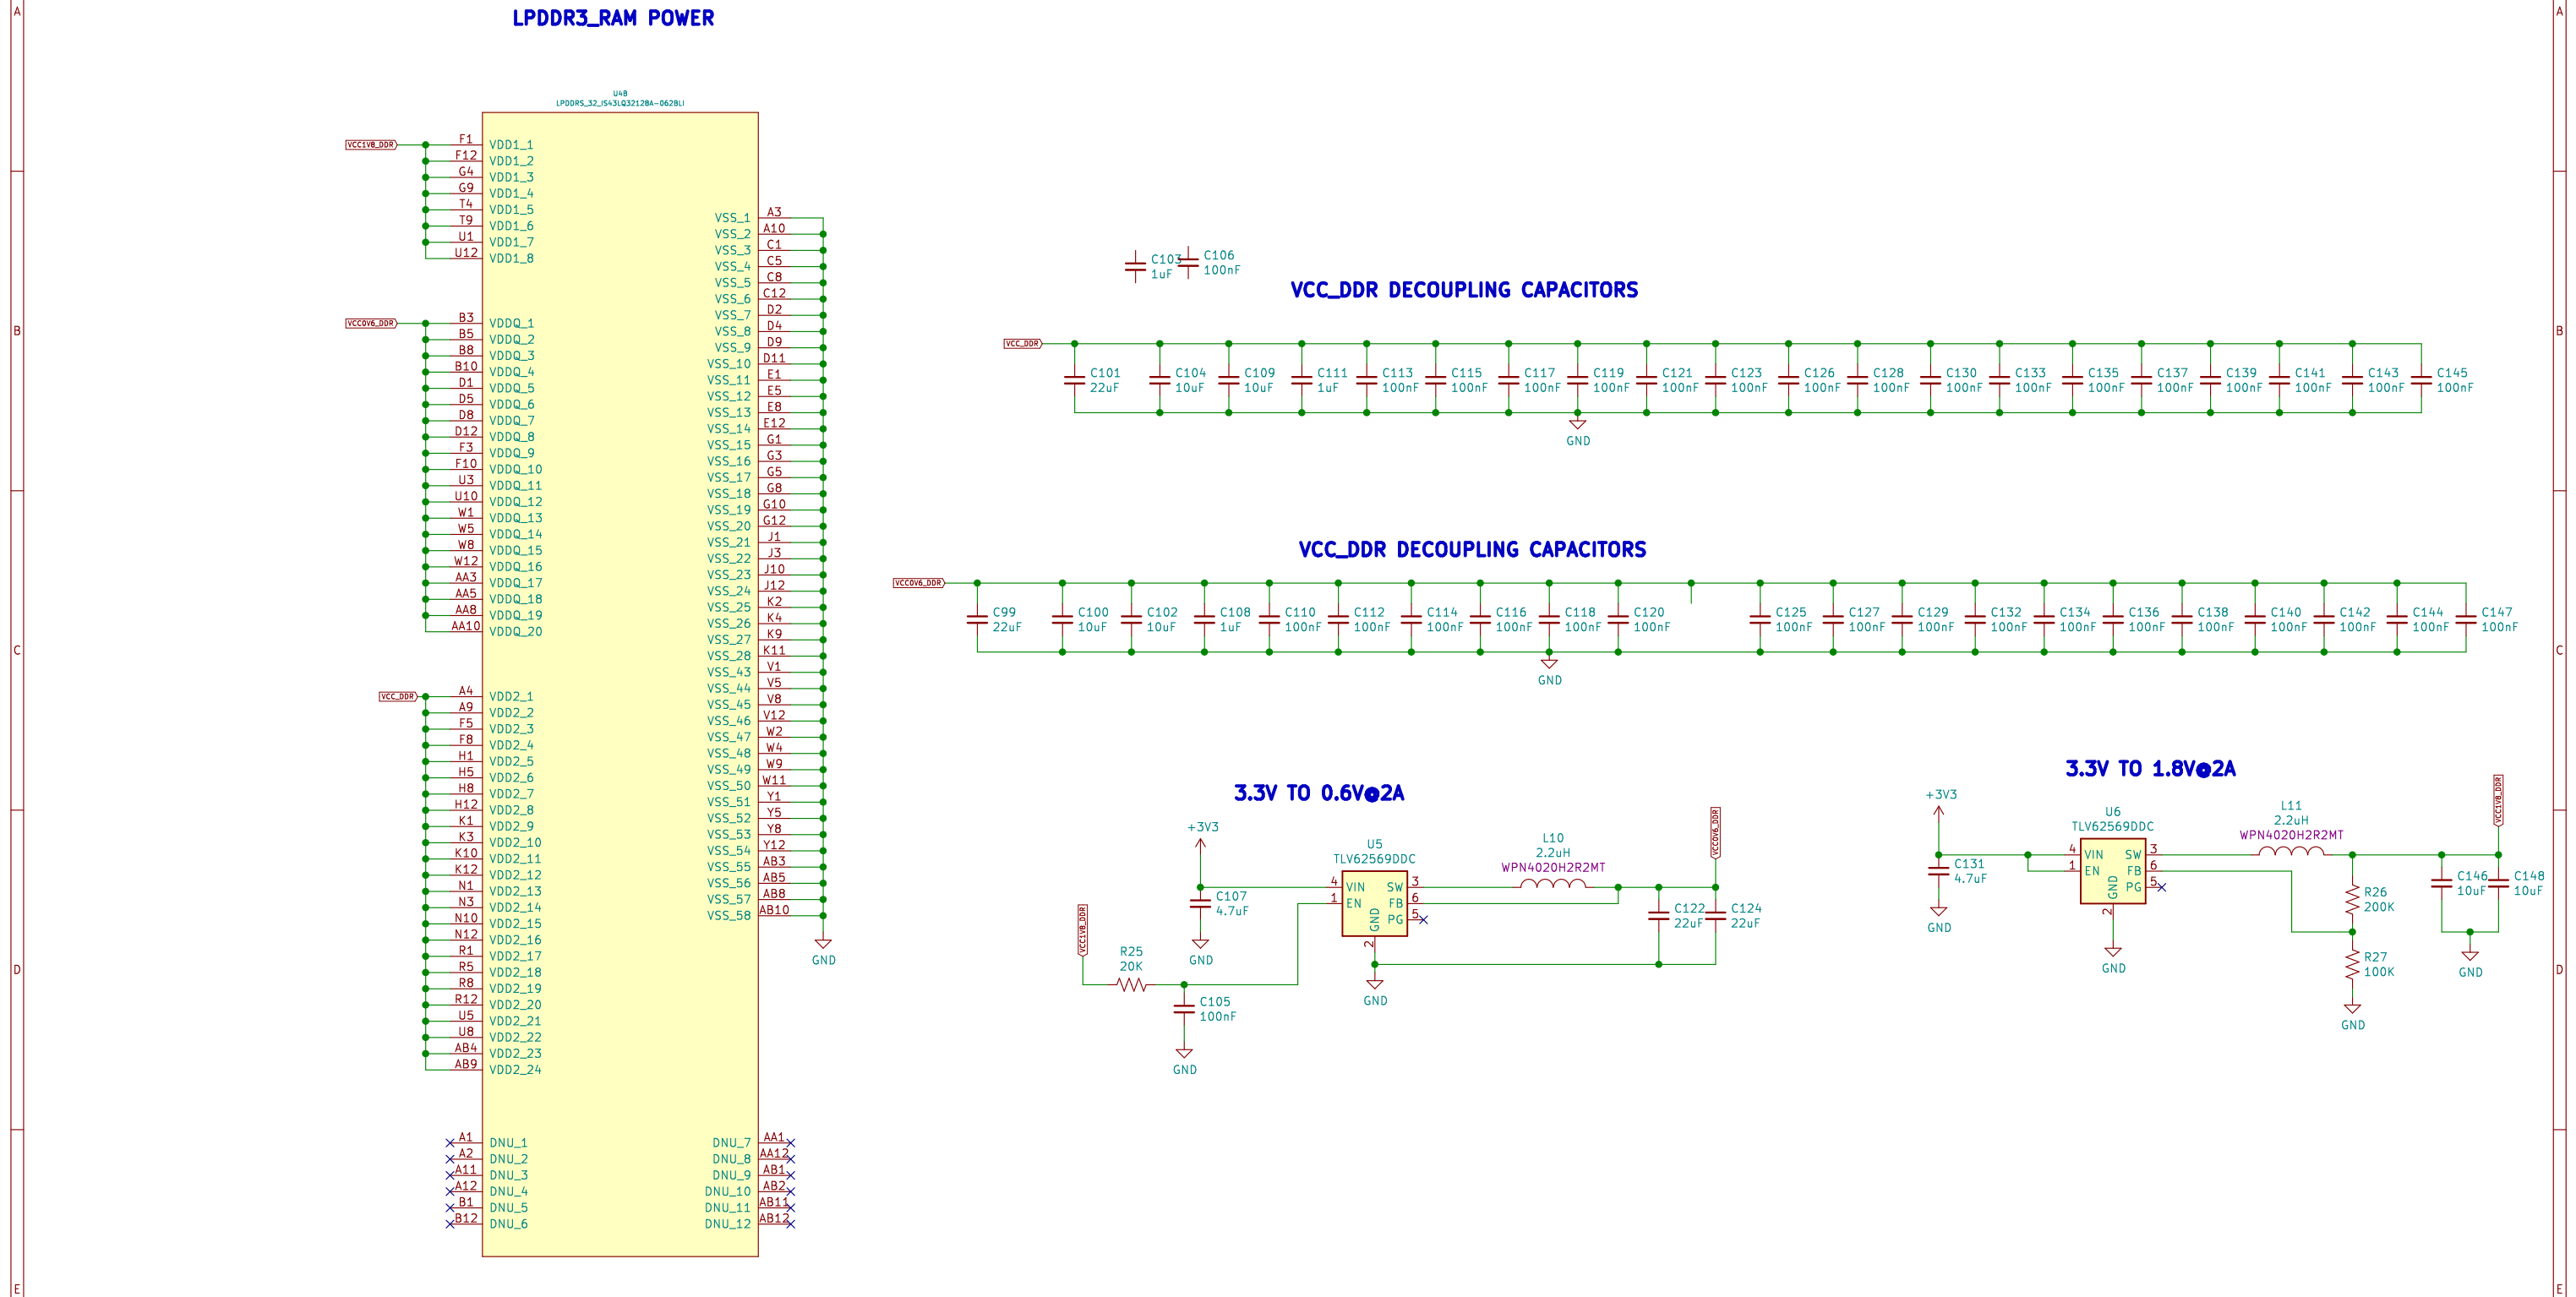 A
A
LPDDR3_RAM POWER
U4B
LPDDR5_32_IS43LQ32128A-062BLI
VCC1V8_DDR
F1 VDD1_1
F12 VDD1_2
G4 VDD1_3
G9 VDD1_4
T4 VDD1_5
T9 VDD1_6
U1 VDD1_7
U12 VDD1_8
B
VCC0V6_DDR
B3 VDDQ_1
B5 VDDQ_2
B8 VDDQ_3
B10 VDDQ_4
D1 VDDQ_5
D5 VDDQ_6
D8 VDDQ_7
D12 VDDQ_8
F3 VDDQ_9
F10 VDDQ_10
U3 VDDQ_11
U10 VDDQ_12
W1 VDDQ_13
W5 VDDQ_14
W8 VDDQ_15
W12 VDDQ_16
AA3 VDDQ_17
AA5 VDDQ_18
AA8 VDDQ_19
AA10 VDDQ_20
C
VCC_DDR
A4 VDD2_1
A9 VDD2_2
F5 VDD2_3
F8 VDD2_4
H1 VDD2_5
H5 VDD2_6
H8 VDD2_7
H12 VDD2_8
K1 VDD2_9
K3 VDD2_10
K10 VDD2_11
K12 VDD2_12
N1 VDD2_13
N3 VDD2_14
N10 VDD2_15
N12 VDD2_16
R1 VDD2_17
R5 VDD2_18
R8 VDD2_19
R12 VDD2_20
U5 VDD2_21
U8 VDD2_22
AB4 VDD2_23
AB9 VDD2_24
D
A1 DNU_1
A2 DNU_2
A11 DNU_3
A12 DNU_4
B1 DNU_5
B12 DNU_6
E
VSS_1 A3
VSS_2 A10
VSS_3 C1
VSS_4 C5
VSS_5 C8
VSS_6 C12
VSS_7 D2
VSS_8 D4
VSS_9 D9
VSS_10 D11
VSS_11 E1
VSS_12 E5
VSS_13 E8
VSS_14 E12
VSS_15 G1
VSS_16 G3
VSS_17 G5
VSS_18 G8
VSS_19 G10
VSS_20 G12
VSS_21 J1
VSS_22 J3
VSS_23 J10
VSS_24 J12
VSS_25 K2
VSS_26 K4
VSS_27 K9
VSS_28 K11
VSS_43 V1
VSS_44 V5
VSS_45 V8
VSS_46 V12
VSS_47 W2
VSS_48 W4
VSS_49 W9
VSS_50 W11
VSS_51 Y1
VSS_52 Y5
VSS_53 Y8
VSS_54 Y12
VSS_55 AB3
VSS_56 AB5
VSS_57 AB8
VSS_58 AB10
GND
DNU_7 AA1
DNU_8 AA12
DNU_9 AB1
DNU_10 AB2
DNU_11 AB11
DNU_12 AB12
C103 C106
1uF 100nF
VCC_DDR DECOUPLING CAPACITORS
B
VCC_DDR
C101 C104 C109 C111 C113 C115 C117 C119 C121 C123 C126 C128 C130 C133 C135 C137 C139 C141 C143 C145
22uF 10uF 10uF 1uF 100nF 100nF 100nF 100nF 100nF 100nF 100nF 100nF 100nF 100nF 100nF 100nF 100nF 100nF 100nF 100nF
GND
VCC_DDR DECOUPLING CAPACITORS
VCC0V6_DDR
C99 C100 C102 C108 C110 C112 C114 C116 C118 C120 C125 C127 C129 C132 C134 C136 C138 C140 C142 C144 C147
22uF 10uF 10uF 1uF 100nF 100nF 100nF 100nF 100nF 100nF 100nF 100nF 100nF 100nF 100nF 100nF 100nF 100nF 100nF 100nF 100nF
C
GND
3.3V TO 0.6V@2A
+3V3
VCC0V6_DDR
U5
TLV62569DDC
L10
2.2uH
WPN4020H2R2MT
4 VIN SW 3
1 EN FB 6
PG 5
GND
2
C107
4.7uF
GND
VCC1V8_DDR
R25
20K
C105
100nF
GND
C122 C124
22uF 22uF
GND
3.3V TO 1.8V@2A
+3V3
VCC1V8_DDR
U6
TLV62569DDC
L11
2.2uH
WPN4020H2R2MT
4 VIN SW 3
1 EN FB 6
PG 5
GND
2
C131
4.7uF
GND
GND
R26
200K
R27
100K
GND
C146 C148
10uF 10uF
GND
D
E